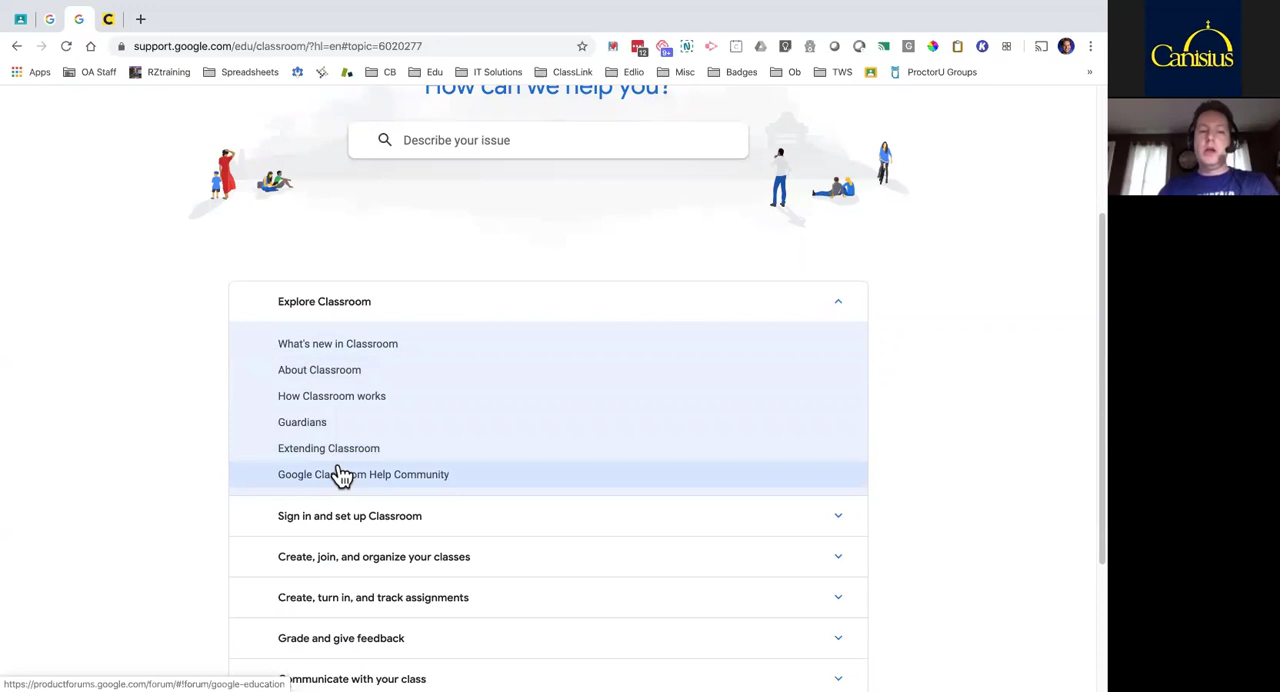 support.google.com/edu/classroom/?hl=en#topic=6020277
Apps OA Staff RZtraining Spreadsheets CB Edu IT Solutions ClassLink Edlio Misc Badges Ob TWS ProctorU Groups »
How can we help you?
Describe your issue
Explore Classroom
What's new in Classroom
About Classroom
How Classroom works
Guardians
Extending Classroom
Google Cla om Help Community
Sign in and set up Classroom
Create, join, and organize your classes
Create, turn in, and track assignments
Grade and give feedback
ommunicate with your class
https://productforums.google.com/forum/#!forum/google-education
Canisius